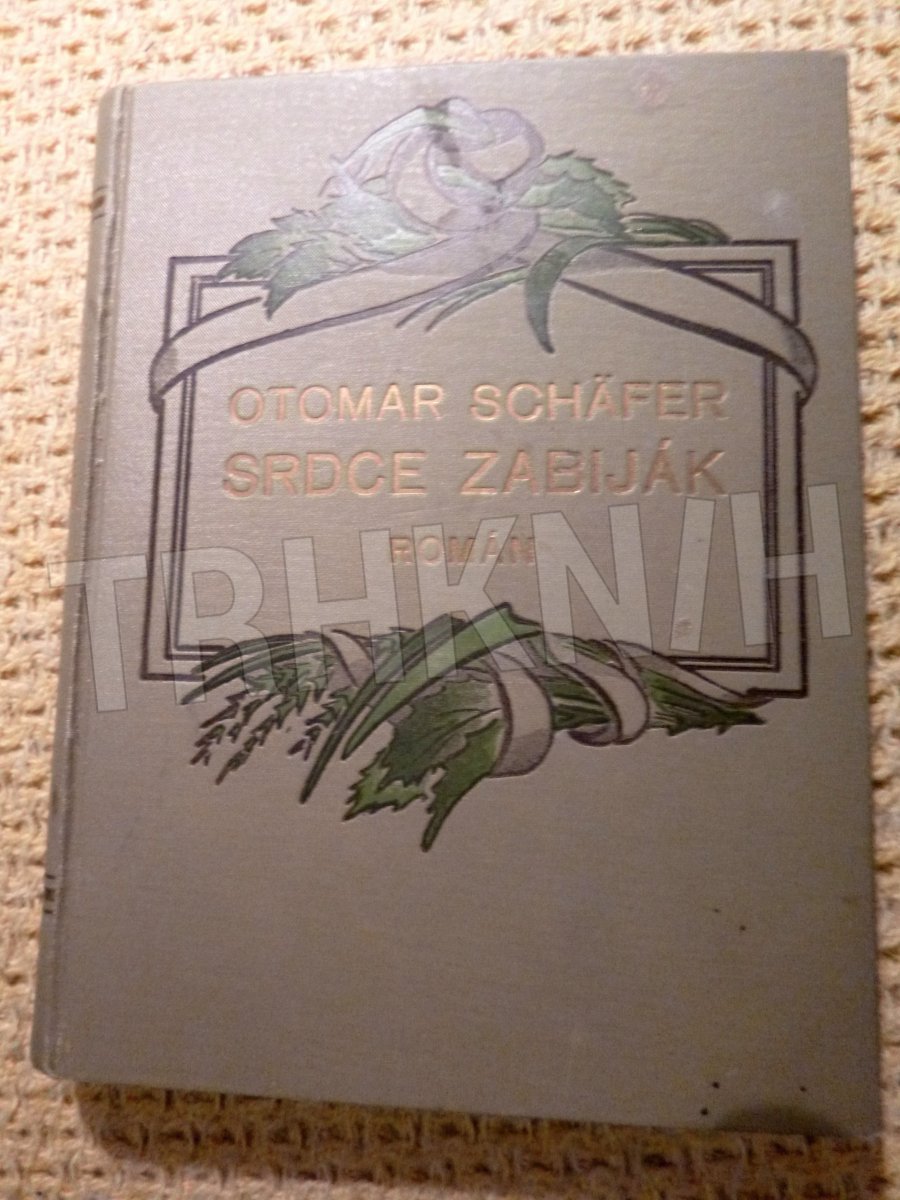 OTOMAR SCHÄFER
SRDCE ZABIJÁK
ROMÁN
TRHKNIH